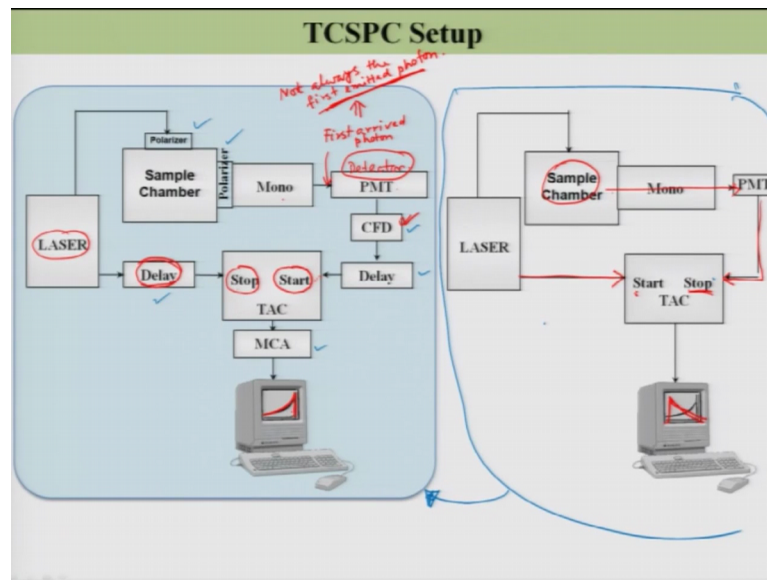 TCSPC Setup
Not always the
first emitted photon.
First arrived
photon
Polarizer
Sample
Chamber
Polarizer
Mono
Detector
PMT
LASER
CFD
Delay
Stop
Start
TAC
Delay
MCA
Sample
Chamber
Mono
PMT
LASER
Start
Stop
TAC